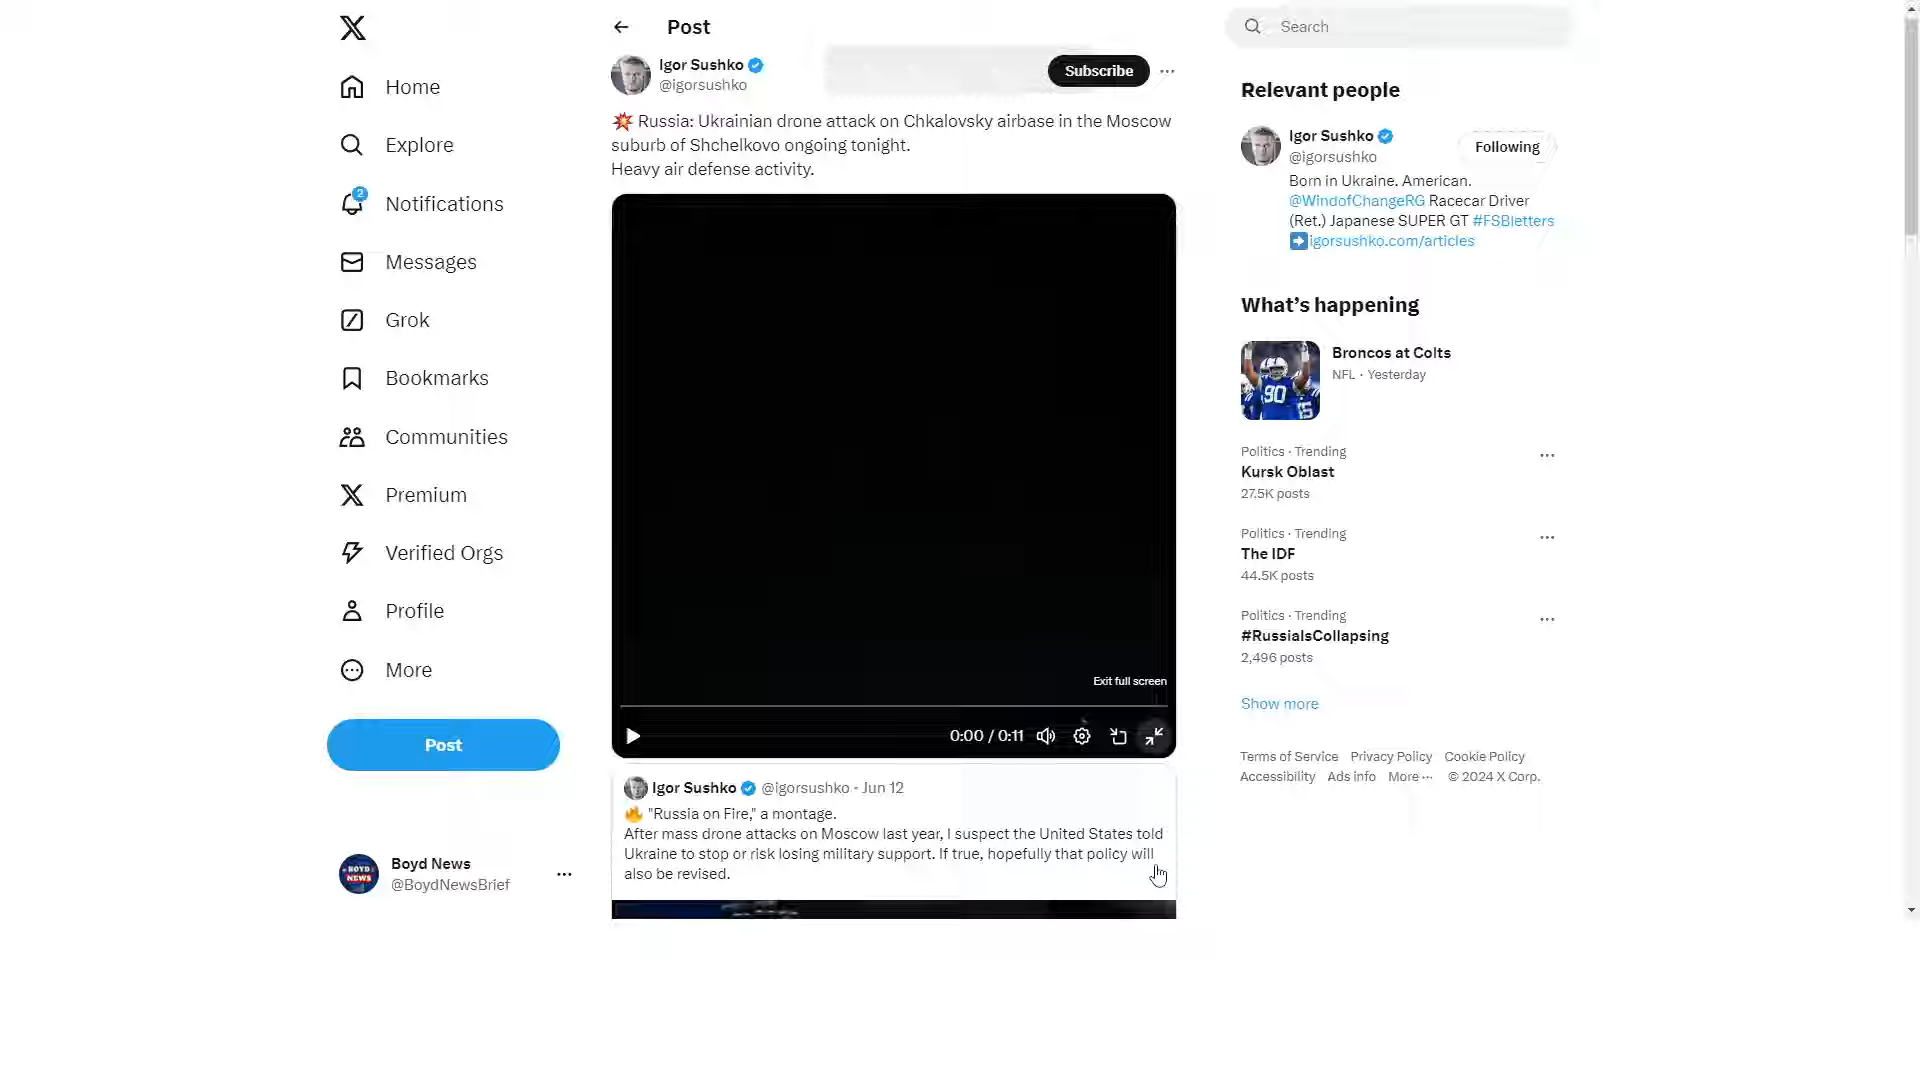 Home
Explore
2
Notifications
Messages
Grok
Bookmarks
Communities
Premium
Verified Orgs
Profile
More
Post
Boyd News
@BoydNewsBrief
Post
Igor Sushko
@igorsushko
Subscribe
💥 Russia: Ukrainian drone attack on Chkalovsky airbase in the Moscow
suburb of Shchelkovo ongoing tonight.
Heavy air defense activity.
Exit full screen
0:00 / 0:11
Igor Sushko @igorsushko · Jun 12
🔥 "Russia on Fire," a montage.
After mass drone attacks on Moscow last year, I suspect the United States told
Ukraine to stop or risk losing military support. If true, hopefully that policy will
also be revised.
Search
Relevant people
Igor Sushko
@igorsushko
Following
Born in Ukraine. American.
@WindofChangeRG Racecar Driver
(Ret.) Japanese SUPER GT #FSBletters
➡️igorsushko.com/articles
What's happening
90
Broncos at Colts
NFL · Yesterday
Politics · Trending
Kursk Oblast
27.5K posts
Politics · Trending
The IDF
44.5K posts
Politics · Trending
#RussiaIsCollapsing
2,496 posts
Show more
Terms of Service Privacy Policy Cookie Policy
Accessibility Ads info More ··· © 2024 X Corp.